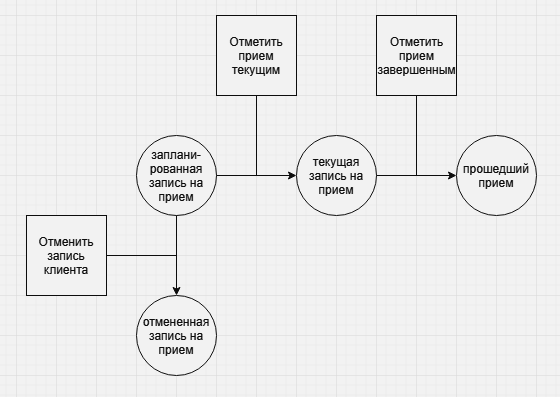 Отметить
прием
текущим
Отметить
прием
завершенным
заплани-
рованная
запись на
прием
текущая
запись на
прием
прошедший
прием
Отменить
запись
клиента
отмененная
запись на
прием